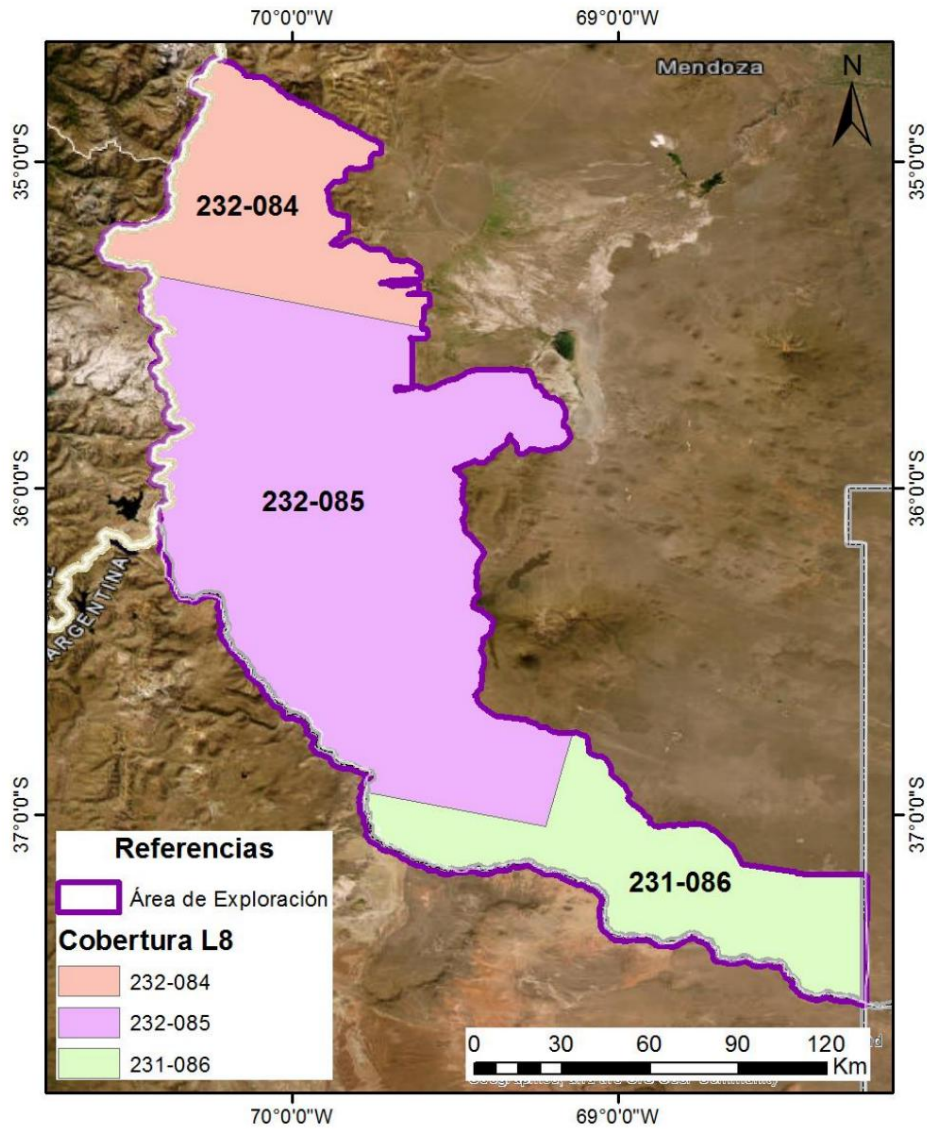 70°0'0"W 69°0'0"W
Mendoza
N
35°0'0"S 35°0'0"S
232-084
36°0'0"S 36°0'0"S
232-085
ARGENTINA
37°0'0"S 37°0'0"S
231-086
Referencias
Área de Exploración
Cobertura L8
232-084
232-085
231-086
0 30 60 90 120
Km
70°0'0"W 69°0'0"W